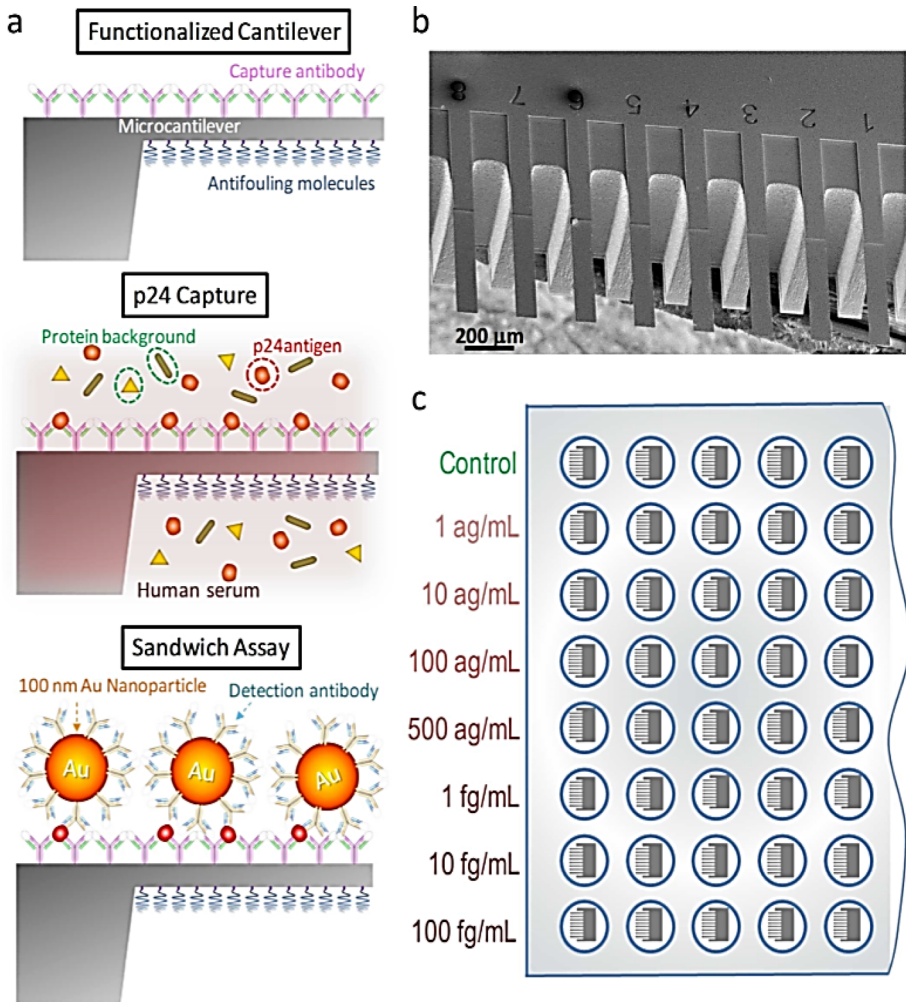 a
Functionalized Cantilever
Capture antibody
Microcantilever
Antifouling molecules
p24 Capture
Protein background
p24antigen
Human serum
Sandwich Assay
100 nm Au Nanoparticle
Detection antibody
Au
Au
Au
b
8 7 6 5 4 3 2 1
200 µm
c
Control
1 ag/mL
10 ag/mL
100 ag/mL
500 ag/mL
1 fg/mL
10 fg/mL
100 fg/mL